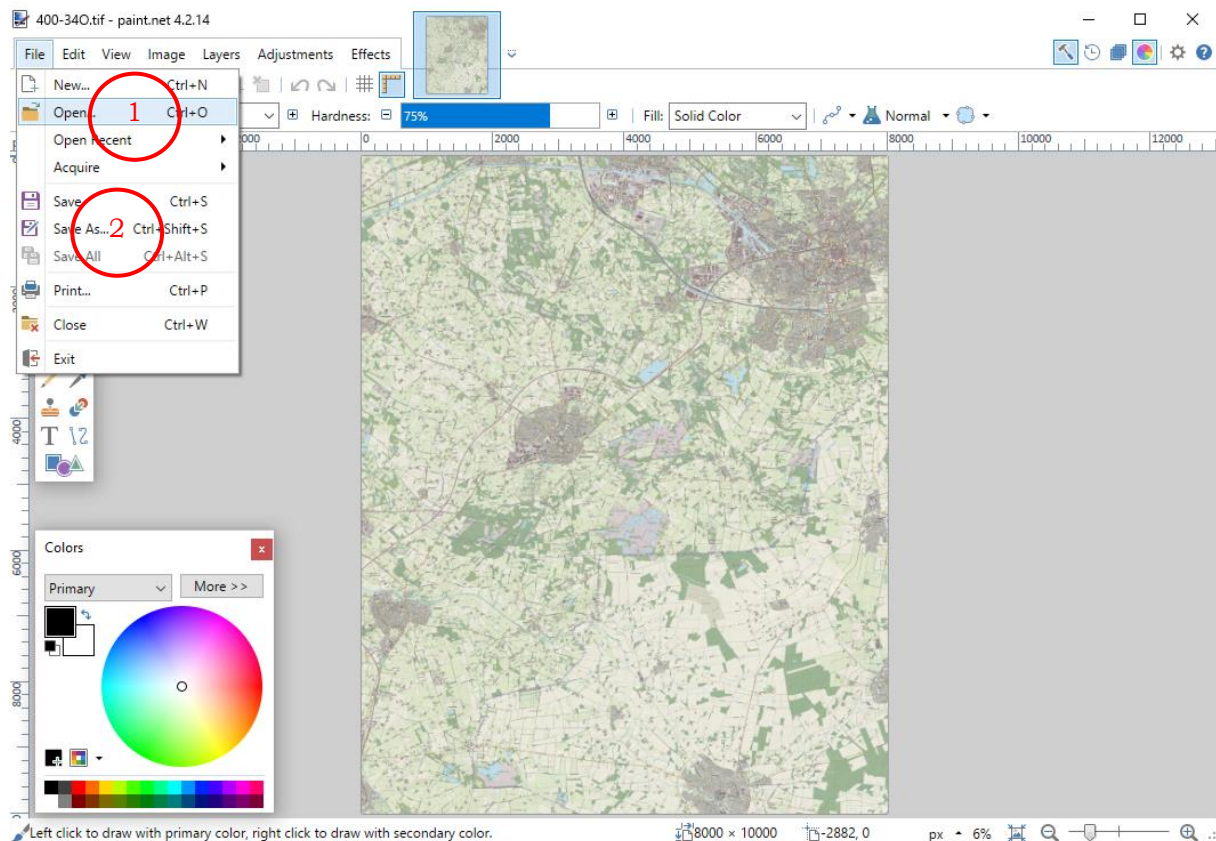 400-34O.tif - paint.net 4.2.14
File Edit View Image Layers Adjustments Effects
New... Ctrl+N
Open... 1 Ctrl+O
Hardness: 75% Fill: Solid Color Normal
Open Recent
000 0 2000 4000 6000 8000 10000 12000
Acquire
Save Ctrl+S
Save As... 2 Ctrl+Shift+S
Save All Ctrl+Alt+S
Print... Ctrl+P
Close Ctrl+W
Exit
4000
6000
8000
Colors
Primary More >>
Left click to draw with primary color, right click to draw with secondary color. 8000 × 10000 -2882, 0 px 6%